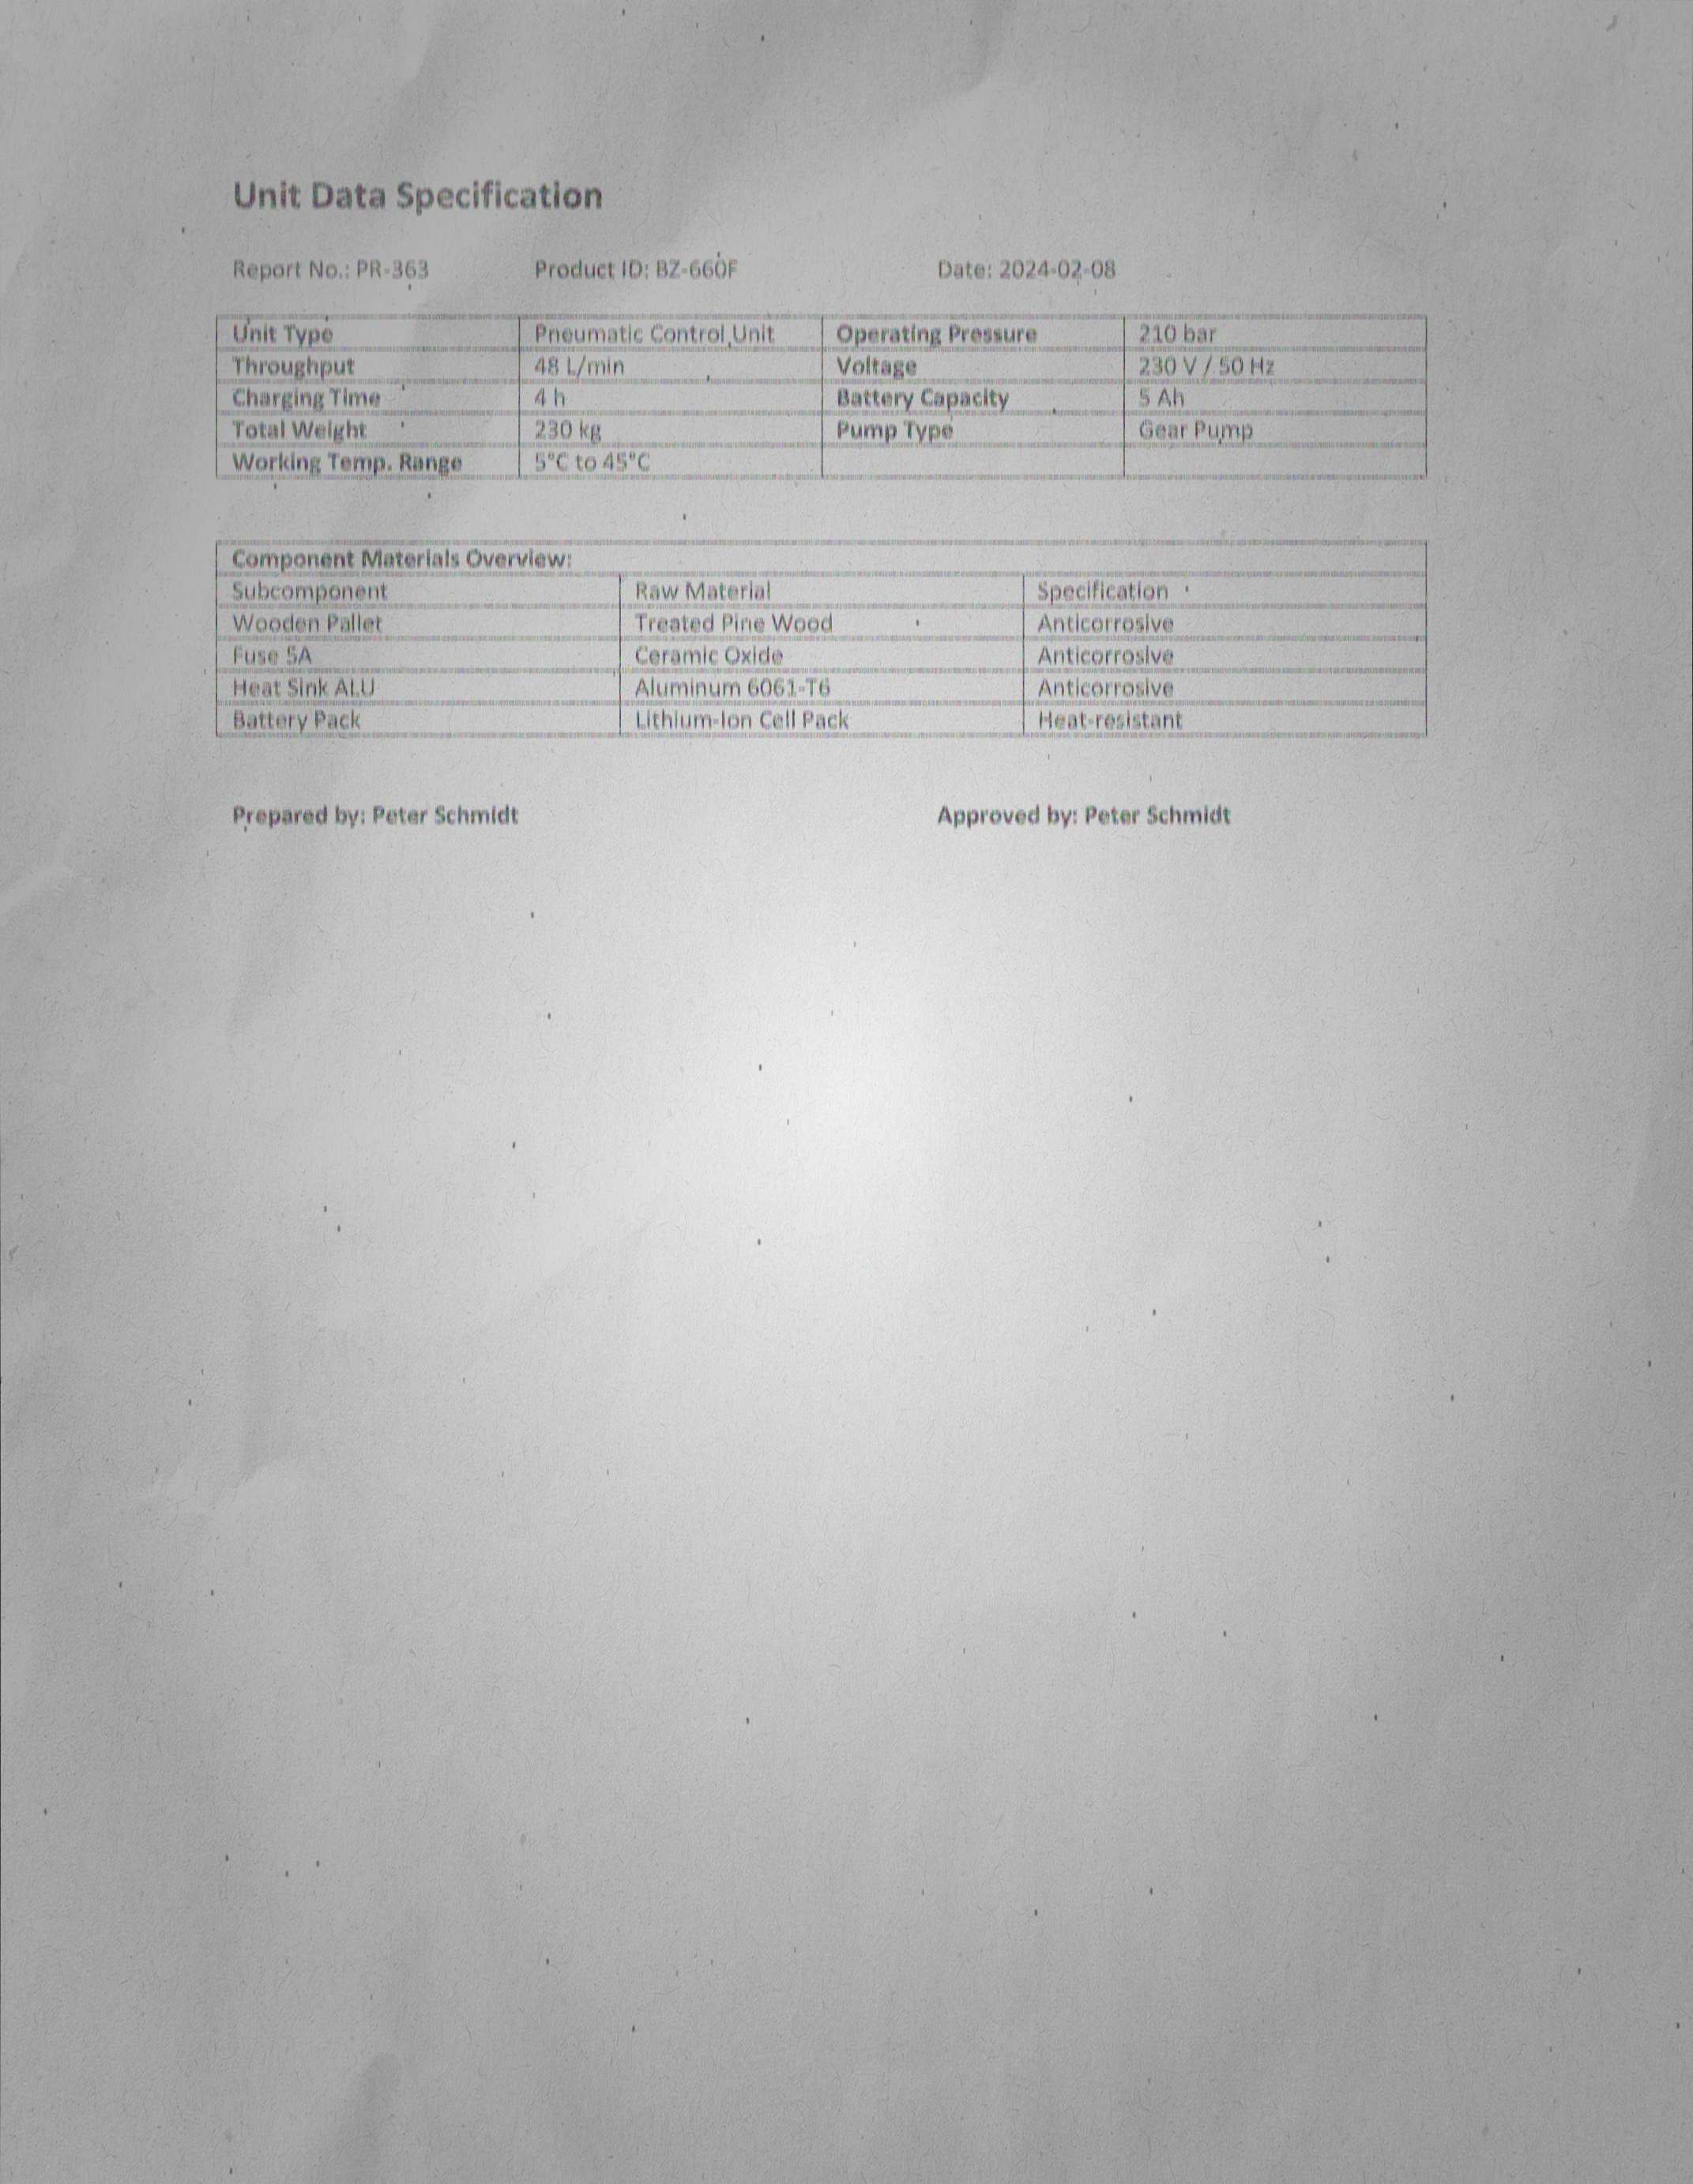 Unit Data Specification
Report No.: PR-363 Product ID: BZ-660F Date: 2024-02-08
Unit Type Pneumatic Control Unit Operating Pressure 210 bar
Throughput 48 L/min Voltage 230 V / 50 Hz
Charging Time 4 h Battery Capacity 5 Ah
Total Weight 230 kg Pump Type Gear Pump
Working Temp. Range 5°C to 45°C
Component Materials Overview:
Subcomponent Raw Material Specification
Wooden Pallet Treated Pine Wood Anticorrosive
Fuse 5A Ceramic Oxide Anticorrosive
Heat Sink ALU Aluminum 6061-T6 Anticorrosive
Battery Pack Lithium-Ion Cell Pack Heat-resistant
Prepared by: Peter Schmidt Approved by: Peter Schmidt